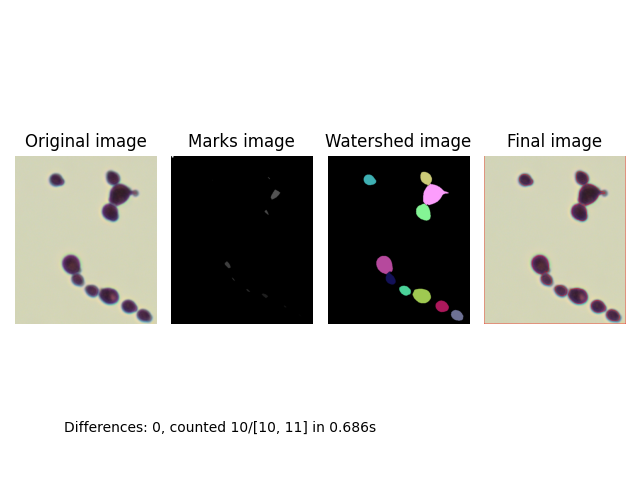 Original image
Marks image
Watershed image
Final image
Differences: 0, counted 10/[10, 11] in 0.686s